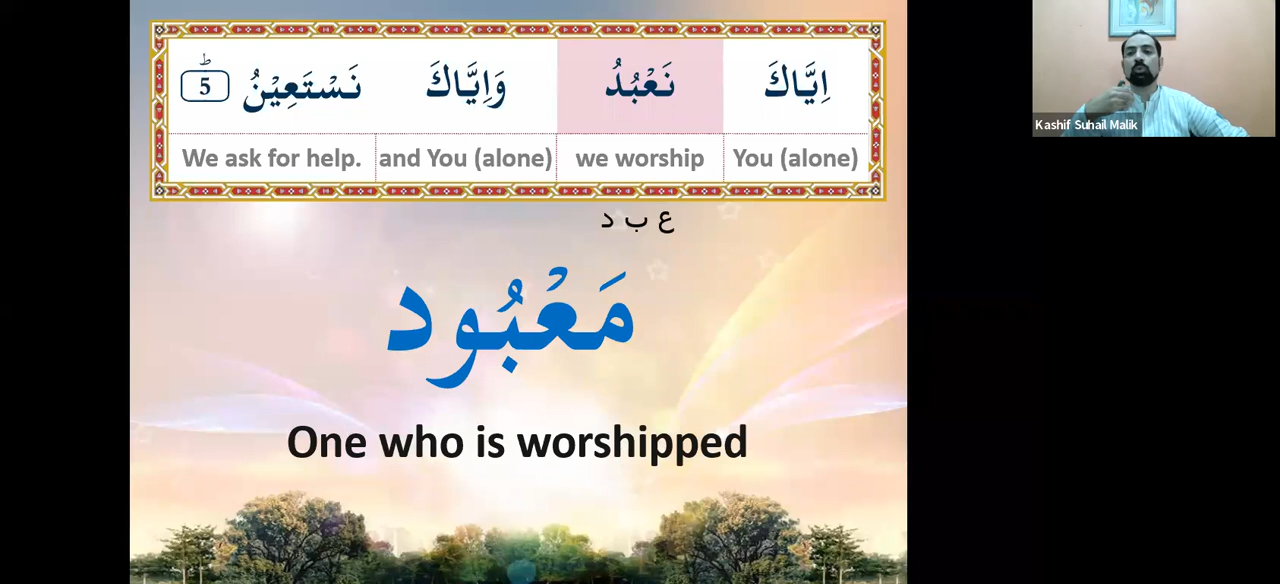 اِیَّاكَ نَعْبُدُ وَاِیَّاكَ نَسْتَعِیْنُ ؕ 5
You (alone) we worship and You (alone) We ask for help.
ع ب د
مَعْبُود
One who is worshipped
Kashif Suhail Malik